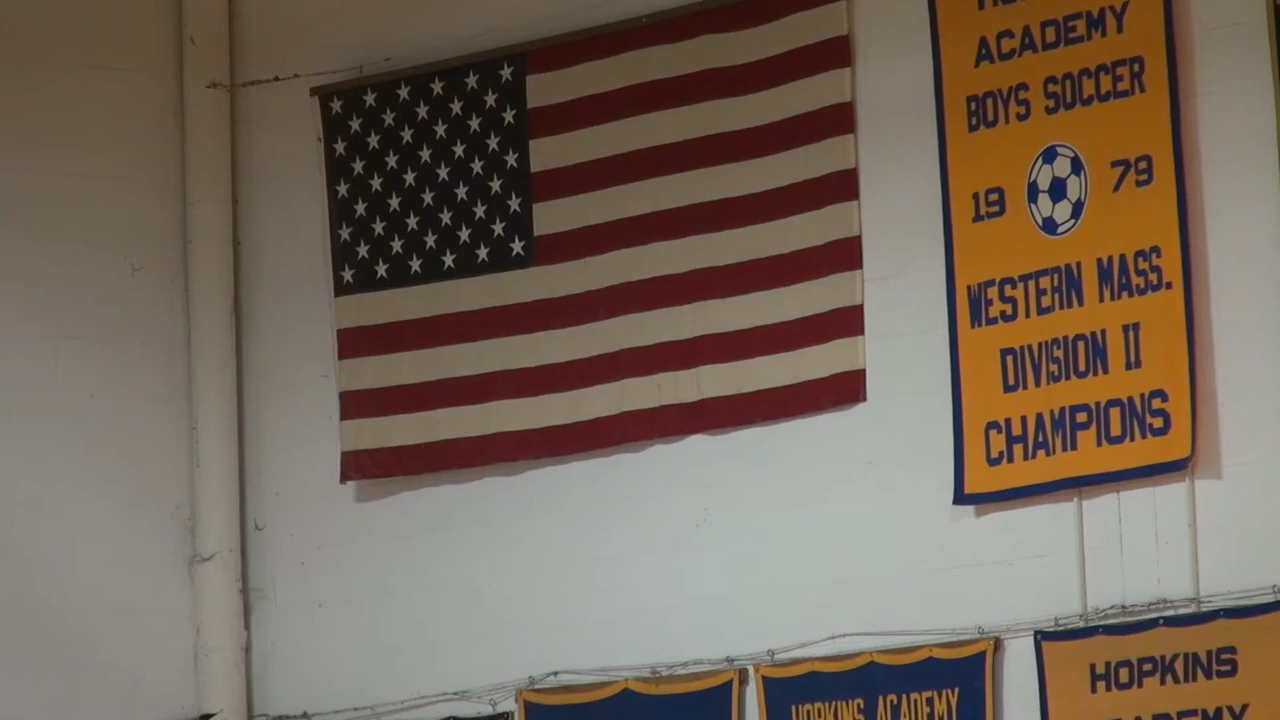 ACADEMY
BOYS SOCCER
19 79
WESTERN MASS.
DIVISION II
CHAMPIONS
HOPKINS ACADEMY
HOPKINS